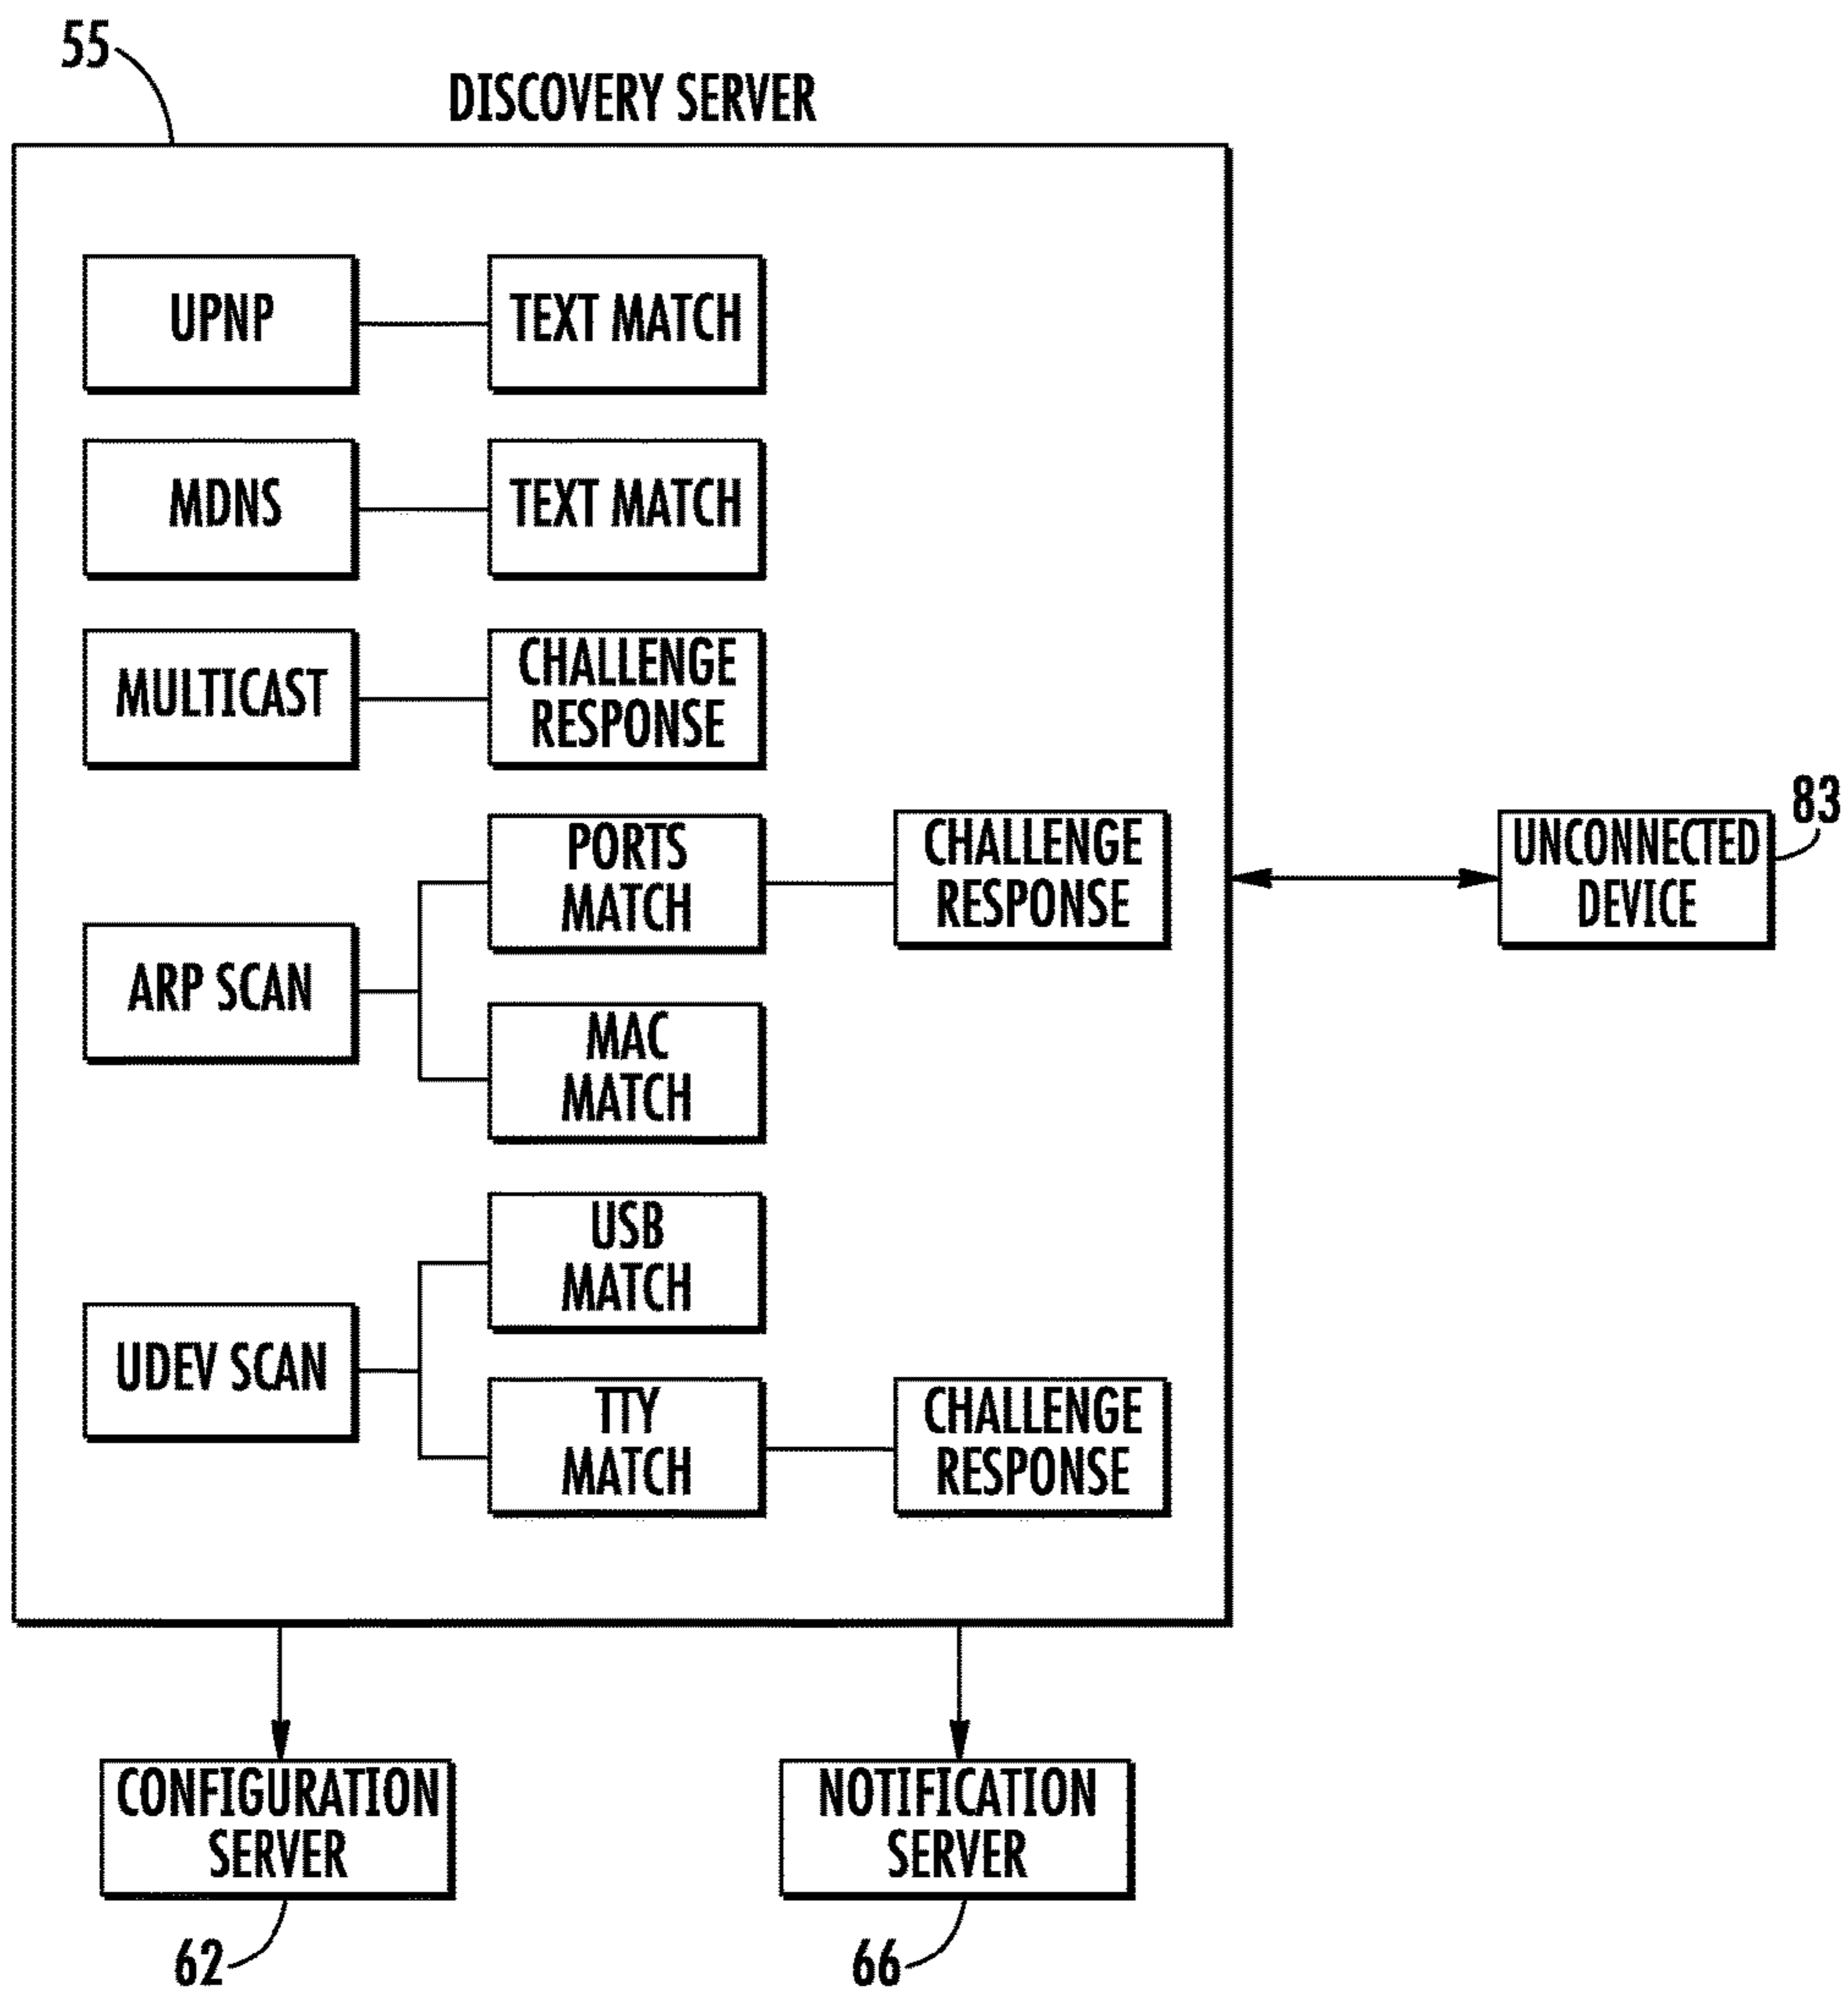 55
DISCOVERY SERVER
UPNP
TEXT MATCH
MDNS
TEXT MATCH
MULTICAST
CHALLENGE
RESPONSE
ARP SCAN
PORTS
MATCH
CHALLENGE
RESPONSE
MAC
MATCH
UDEV SCAN
USB
MATCH
TTY
MATCH
CHALLENGE
RESPONSE
UNCONNECTED
DEVICE
83
CONFIGURATION
SERVER
62
NOTIFICATION
SERVER
66